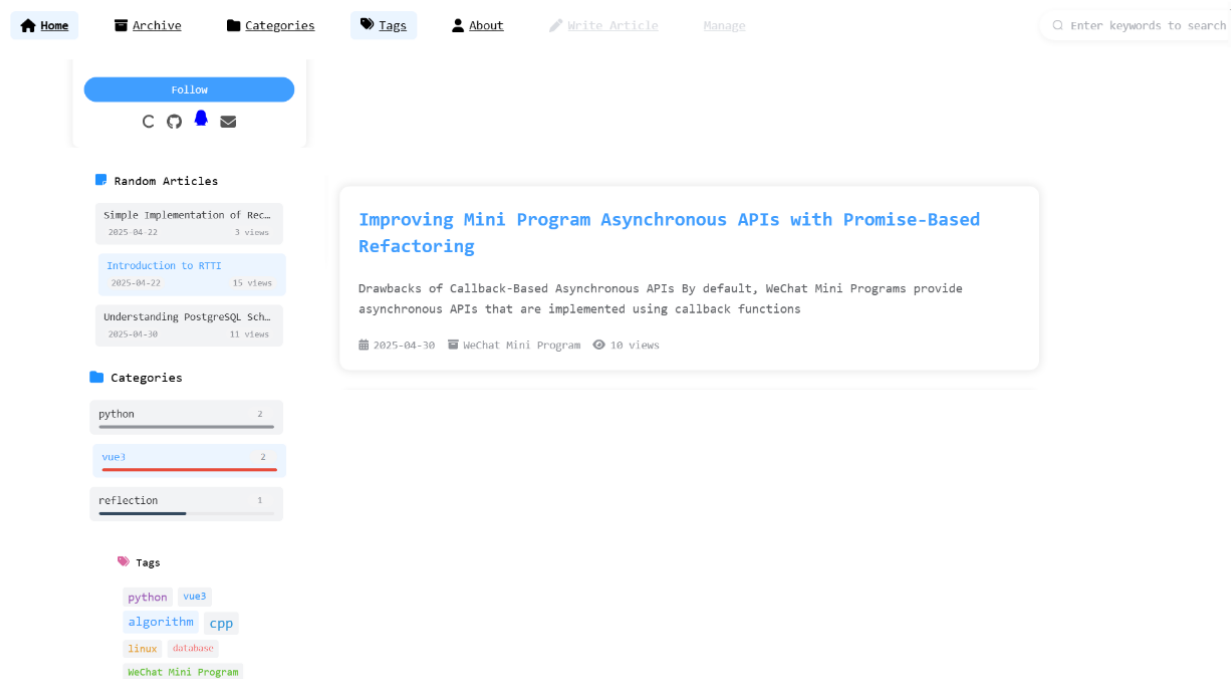 Home Archive Categories Tags About Write Article Manage Enter keywords to search
Follow
Random Articles
Simple Implementation of Rec…
2025-04-22 3 views
Introduction to RTTI
2025-04-22 15 views
Understanding PostgreSQL Sch…
2025-04-30 11 views
Categories
python 2
vue3 2
reflection 1
Tags
python vue3
algorithm cpp
linux database
WeChat Mini Program
Improving Mini Program Asynchronous APIs with Promise-Based
Refactoring
Drawbacks of Callback-Based Asynchronous APIs By default, WeChat Mini Programs provide
asynchronous APIs that are implemented using callback functions
2025-04-30 WeChat Mini Program 10 views